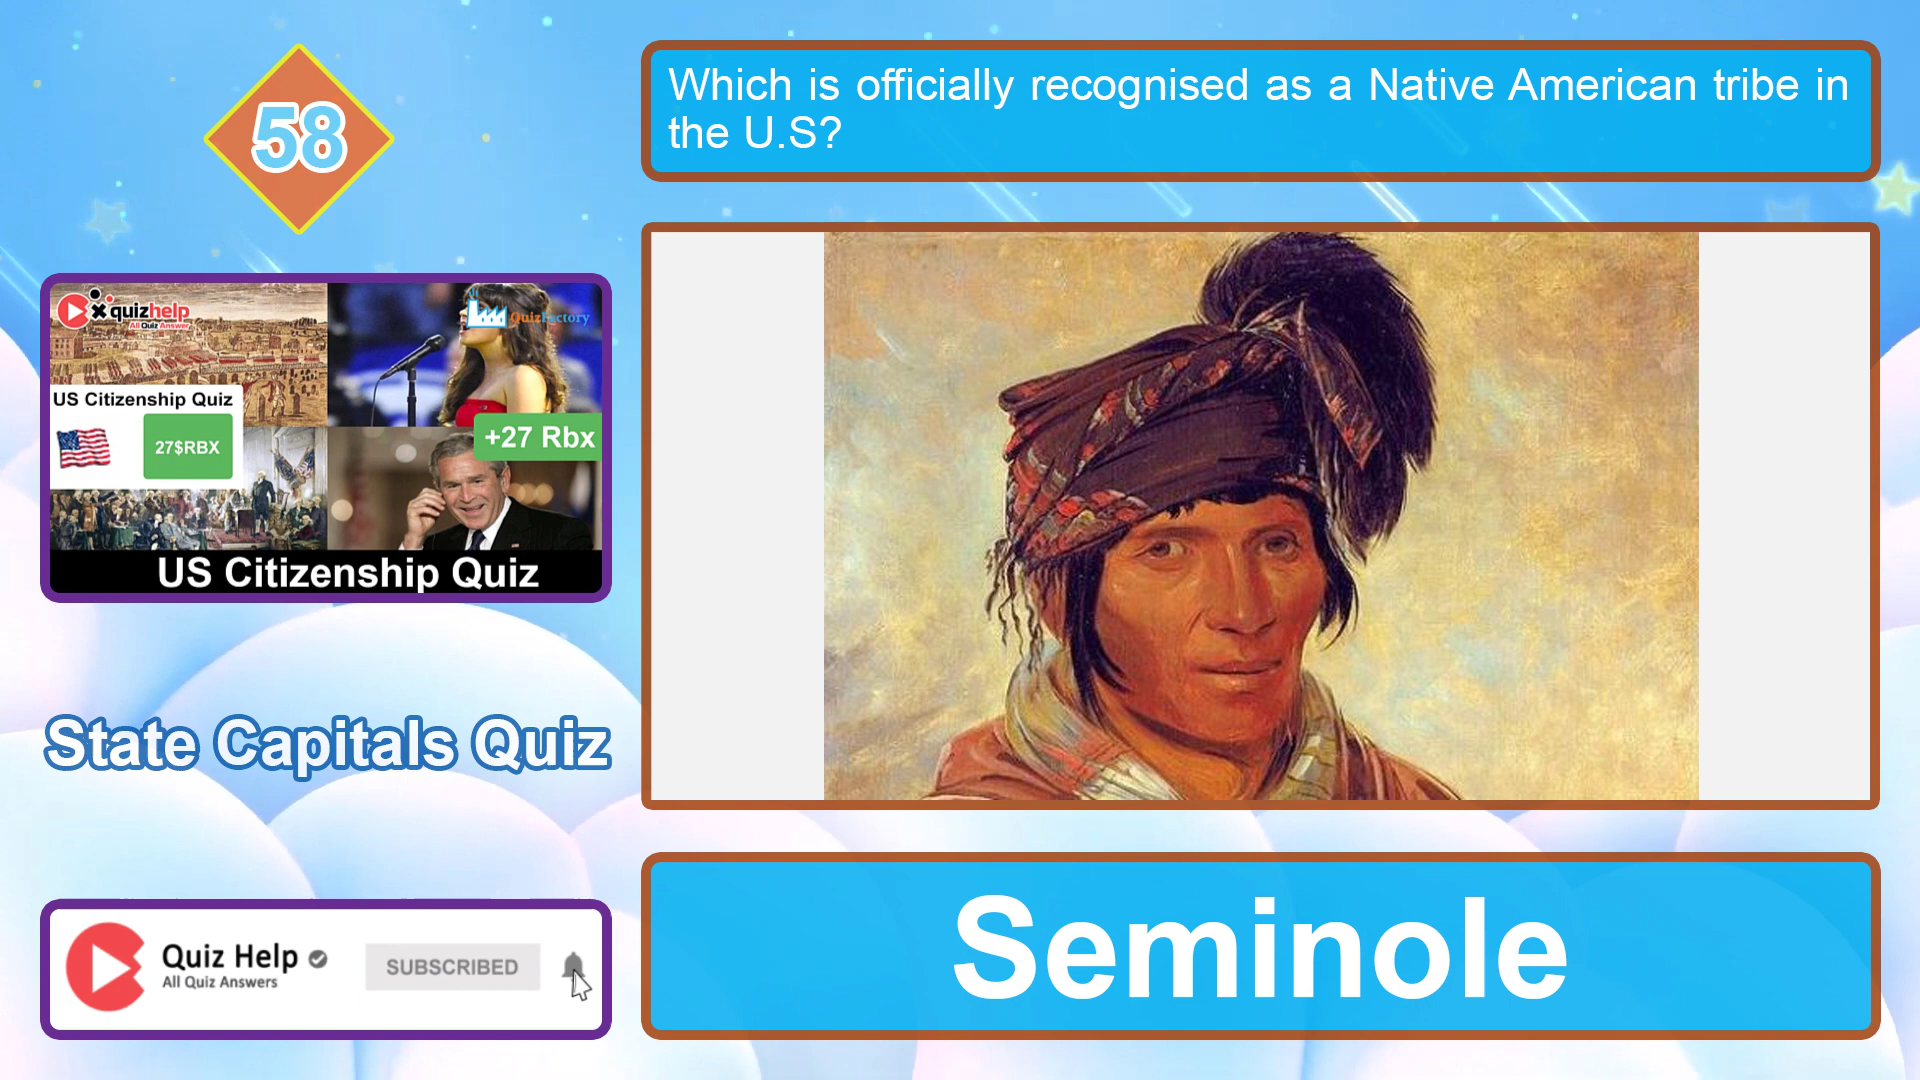 58
Which is officially recognised as a Native American tribe in
the U.S?
quizhelp
All Quiz Answer
QuizFactory
US Citizenship Quiz
27$RBX
+27 Rbx
US Citizenship Quiz
State Capitals Quiz
Quiz Help
All Quiz Answers
SUBSCRIBED
Seminole